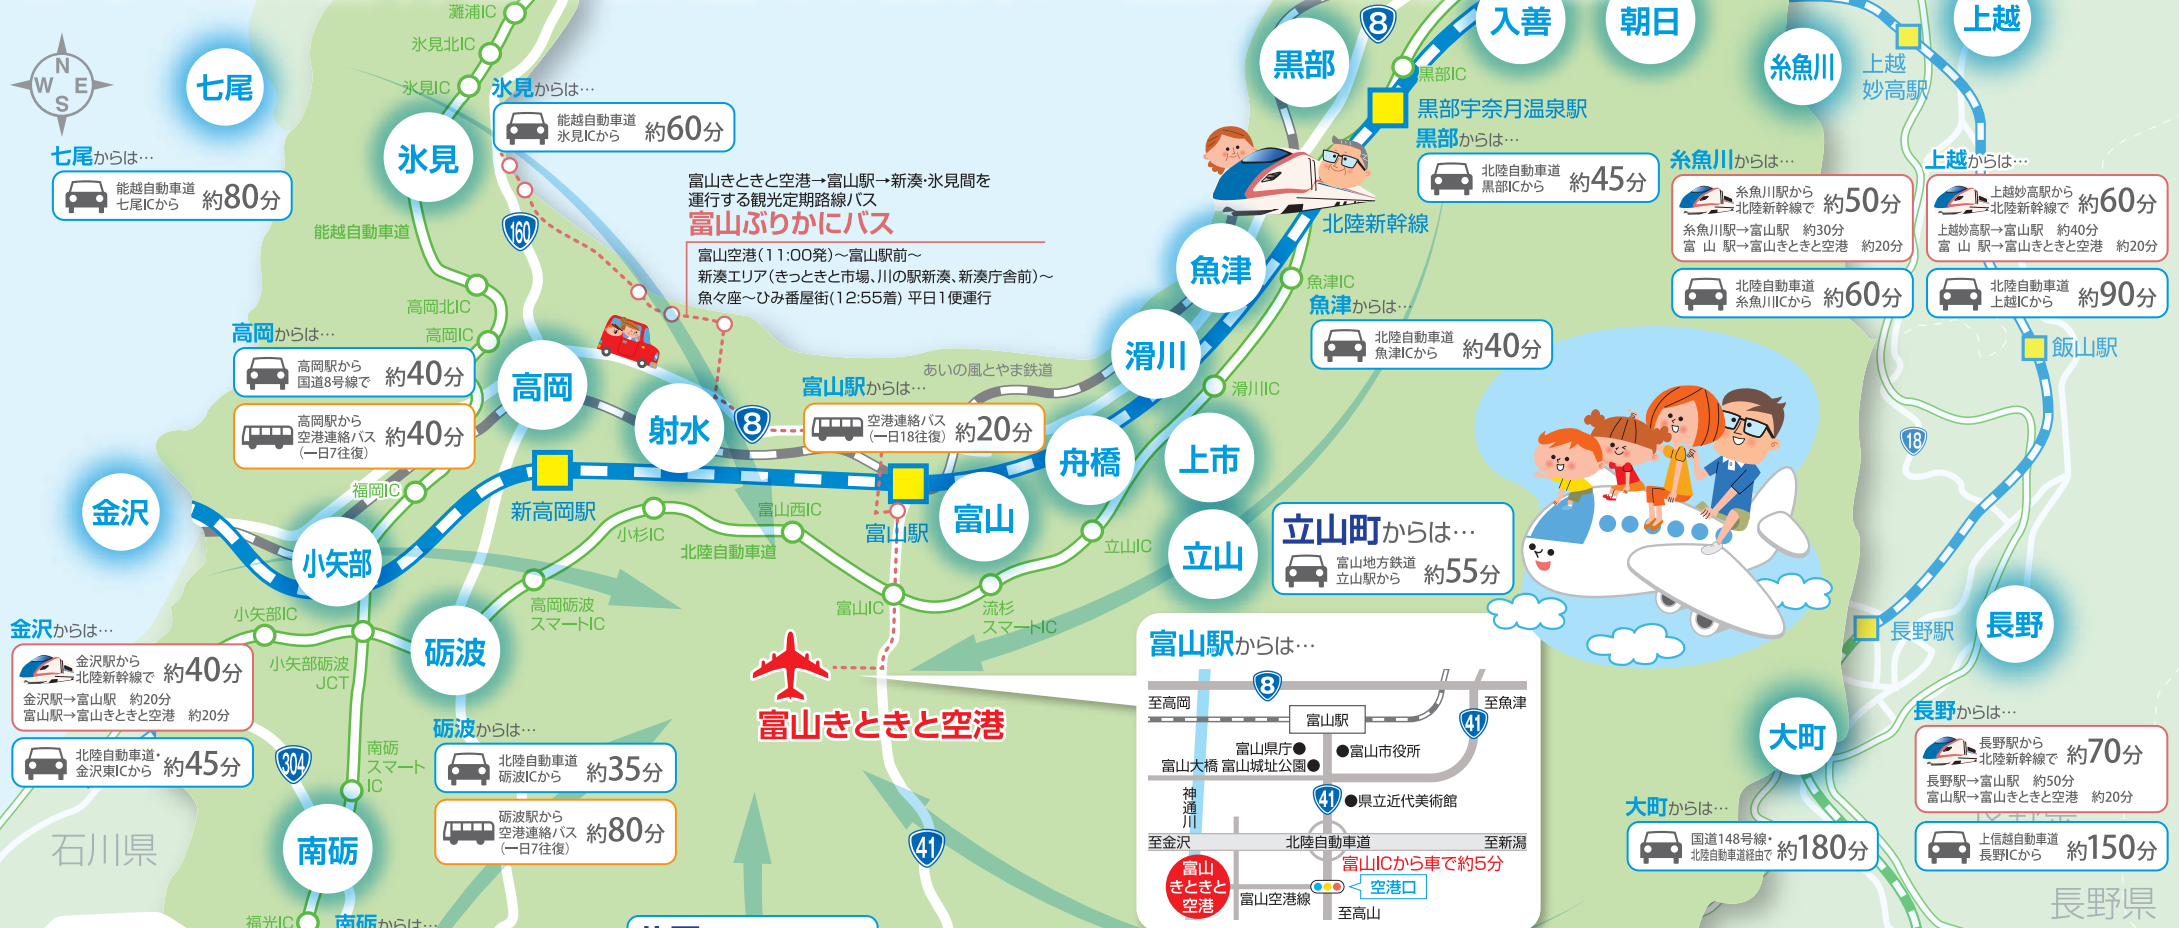 灘浦IC
氷見北IC
氷見IC
N
W E
S
七尾
七尾からは…
能越自動車道
七尾ICから 約80分
氷見
氷見からは…
能越自動車道
氷見ICから 約60分
160
能越自動車道
高岡北IC
高岡IC
富山きときと空港→富山駅→新湊・氷見間を
運行する観光定期路線バス
富山ぶりかにバス
富山空港(11:00発)～富山駅前～
新湊エリア(きっときと市場、川の駅新湊、新湊庁舎前)～
魚々座～ひみ番屋街(12:55着) 平日1便運行
8
黒部
黒部IC
入善
朝日
糸魚川
上越
上越
妙高駅
黒部宇奈月温泉駅
黒部からは…
北陸自動車道
黒部ICから 約45分
北陸新幹線
糸魚川からは…
糸魚川駅から
北陸新幹線で 約50分
糸魚川駅→富山駅 約30分
富山駅→富山きときと空港 約20分
北陸自動車道
糸魚川ICから 約60分
上越からは…
上越妙高駅から
北陸新幹線で 約60分
上越妙高駅→富山駅 約40分
富山駅→富山きときと空港 約20分
北陸自動車道
上越ICから 約90分
魚津
魚津IC
魚津からは…
北陸自動車道
魚津ICから 約40分
滑川
滑川IC
飯山駅
18
高岡からは…
高岡駅から
国道8号線で 約40分
高岡駅から
空港連絡バス
(一日7往復) 約40分
高岡
射水
8
富山駅からは…
空港連絡バス
(一日18往復) 約20分
あいの風とやま鉄道
舟橋
上市
立山
立山IC
立山町からは…
富山地方鉄道
立山駅から 約55分
金沢
福岡IC
小矢部
新高岡駅
小杉IC
富山西IC
北陸自動車道
富山駅
富山
富山IC
流杉
スマートIC
高岡砺波
スマートIC
小矢部IC
小矢部砺波
JCT
砺波
金沢からは…
金沢駅から
北陸新幹線で 約40分
金沢駅→富山駅 約20分
富山駅→富山きときと空港 約20分
北陸自動車道・
金沢東ICから 約45分
304
南砺
スマート
IC
南砺
砺波からは…
北陸自動車道
砺波ICから 約35分
砺波駅から
空港連絡バス
(一日7往復) 約80分
石川県
福光IC
南砺からは…
富山きときと空港
41
富山駅からは…
8
至高岡
至魚津
富山駅
41
富山県庁●
●富山市役所
富山大橋 富山城址公園●
神通川
41
●県立近代美術館
至金沢
北陸自動車道
至新潟
富山ICから車で約5分
富山
きときと
空港
富山空港線
空港口
至高山
長野駅
長野
大町
大町からは…
国道148号線・
北陸自動車道経由で 約180分
長野からは…
長野駅から
北陸新幹線で 約70分
長野駅→富山駅 約50分
富山駅→富山きときと空港 約20分
上信越自動車道
長野ICから 約150分
長野県